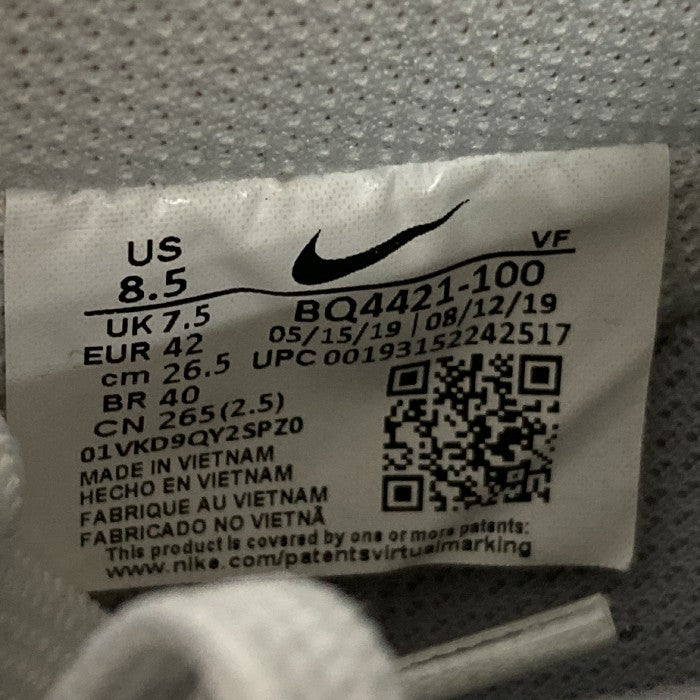 US
8.5
UK 7.5
EUR 42
cm 26.5
BR 40
CN 265(2.5)
01VKD9QY2SPZ0
MADE IN VIETNAM
HECHO EN VIETNAM
FABRIQUE AU VIETNAM
FABRICADO NO VIETNÃ
VF
BQ4421-100
05/15/19 | 08/12/19
UPC 00193152242517
This product is covered by one or more patents:
www.nike.com/patentsvirtualmarking